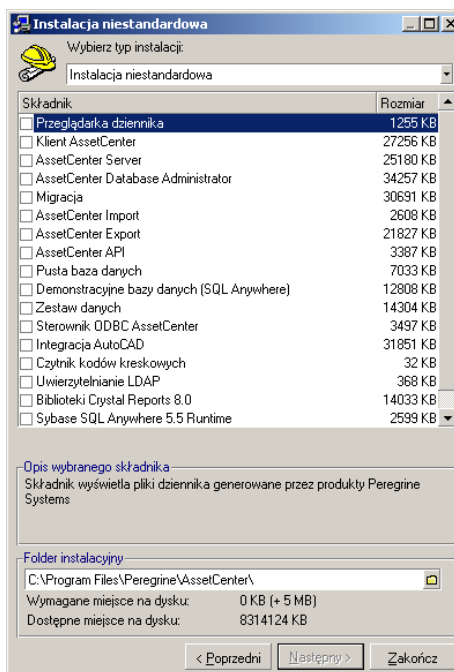 Instalacja niestandardowa
Wybierz typ instalacji:
Instalacja niestandardowa
Składnik Rozmiar
Przeglądarka dziennika 1255 KB
Klient AssetCenter 27256 KB
AssetCenter Server 25180 KB
AssetCenter Database Administrator 34257 KB
Migracja 30691 KB
AssetCenter Import 2608 KB
AssetCenter Export 21827 KB
AssetCenter API 3387 KB
Pusta baza danych 7033 KB
Demonstracyjne bazy danych (SQL Anywhere) 12808 KB
Zestaw danych 14304 KB
Sterownik ODBC AssetCenter 3497 KB
Integracja AutoCAD 31851 KB
Czytnik kodów kreskowych 32 KB
Uwierzytelnianie LDAP 368 KB
Biblioteki Crystal Reports 8.0 14033 KB
Sybase SQL Anywhere 5.5 Runtime 2599 KB
Opis wybranego składnika
Składnik wyświetla pliki dziennika generowane przez produkty Peregrine
Systems
Folder instalacyjny
C:\Program Files\Peregrine\AssetCenter\
Wymagane miejsce na dysku: 0 KB (+ 5 MB)
Dostępne miejsce na dysku: 8314124 KB
< Poprzedni Następny > Zakończ